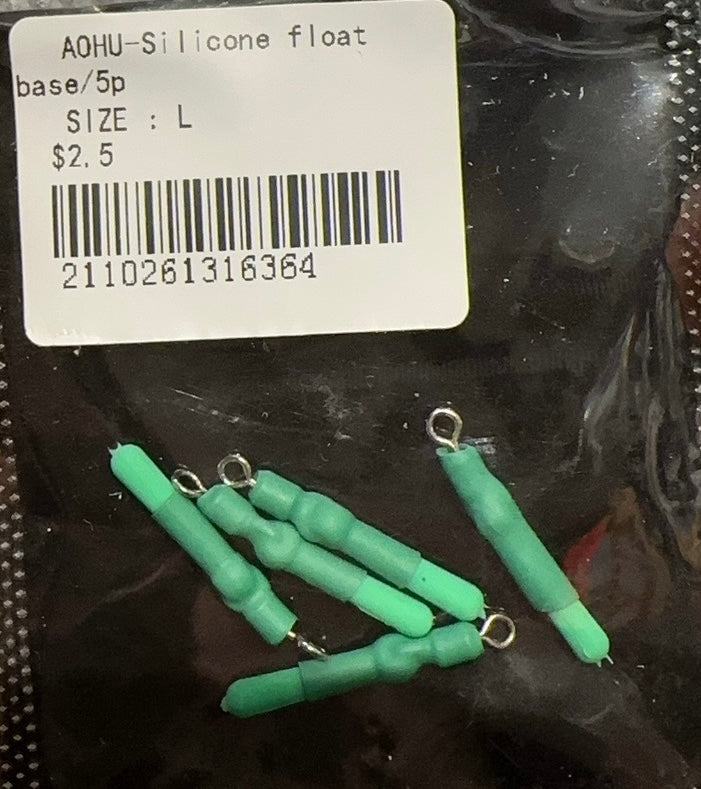 AOHU-Silicone float
base/5p
SIZE : L
$2.5
2110261316364